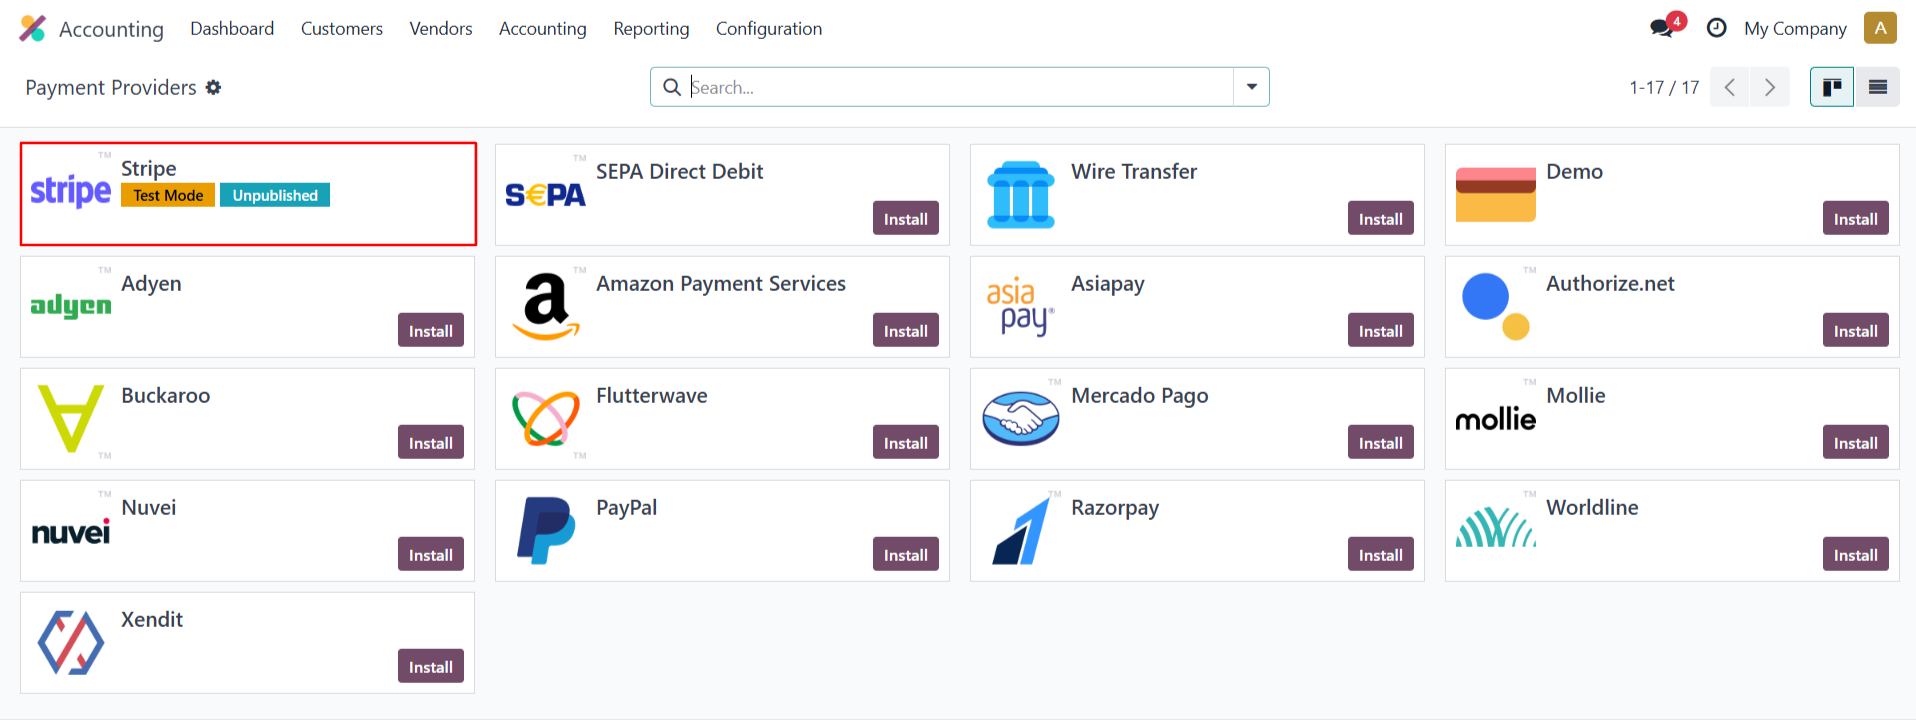 Accounting Dashboard Customers Vendors Accounting Reporting Configuration 4 My Company A
Payment Providers Search... 1-17 / 17
stripe ™ Stripe
Test Mode Unpublished
S€PA ™ SEPA Direct Debit
Install
Wire Transfer
Install
Demo
Install
adyen ™ Adyen
Install
a ™ Amazon Payment Services
Install
asia pay® Asiapay
Install
™ Authorize.net
Install
™ Buckaroo
Install
™ Flutterwave
Install
™ Mercado Pago
Install
mollie ™ Mollie
Install
nuvei ™ Nuvei
Install
PayPal
Install
™ Razorpay
Install
™ Worldline
Install
Xendit
Install